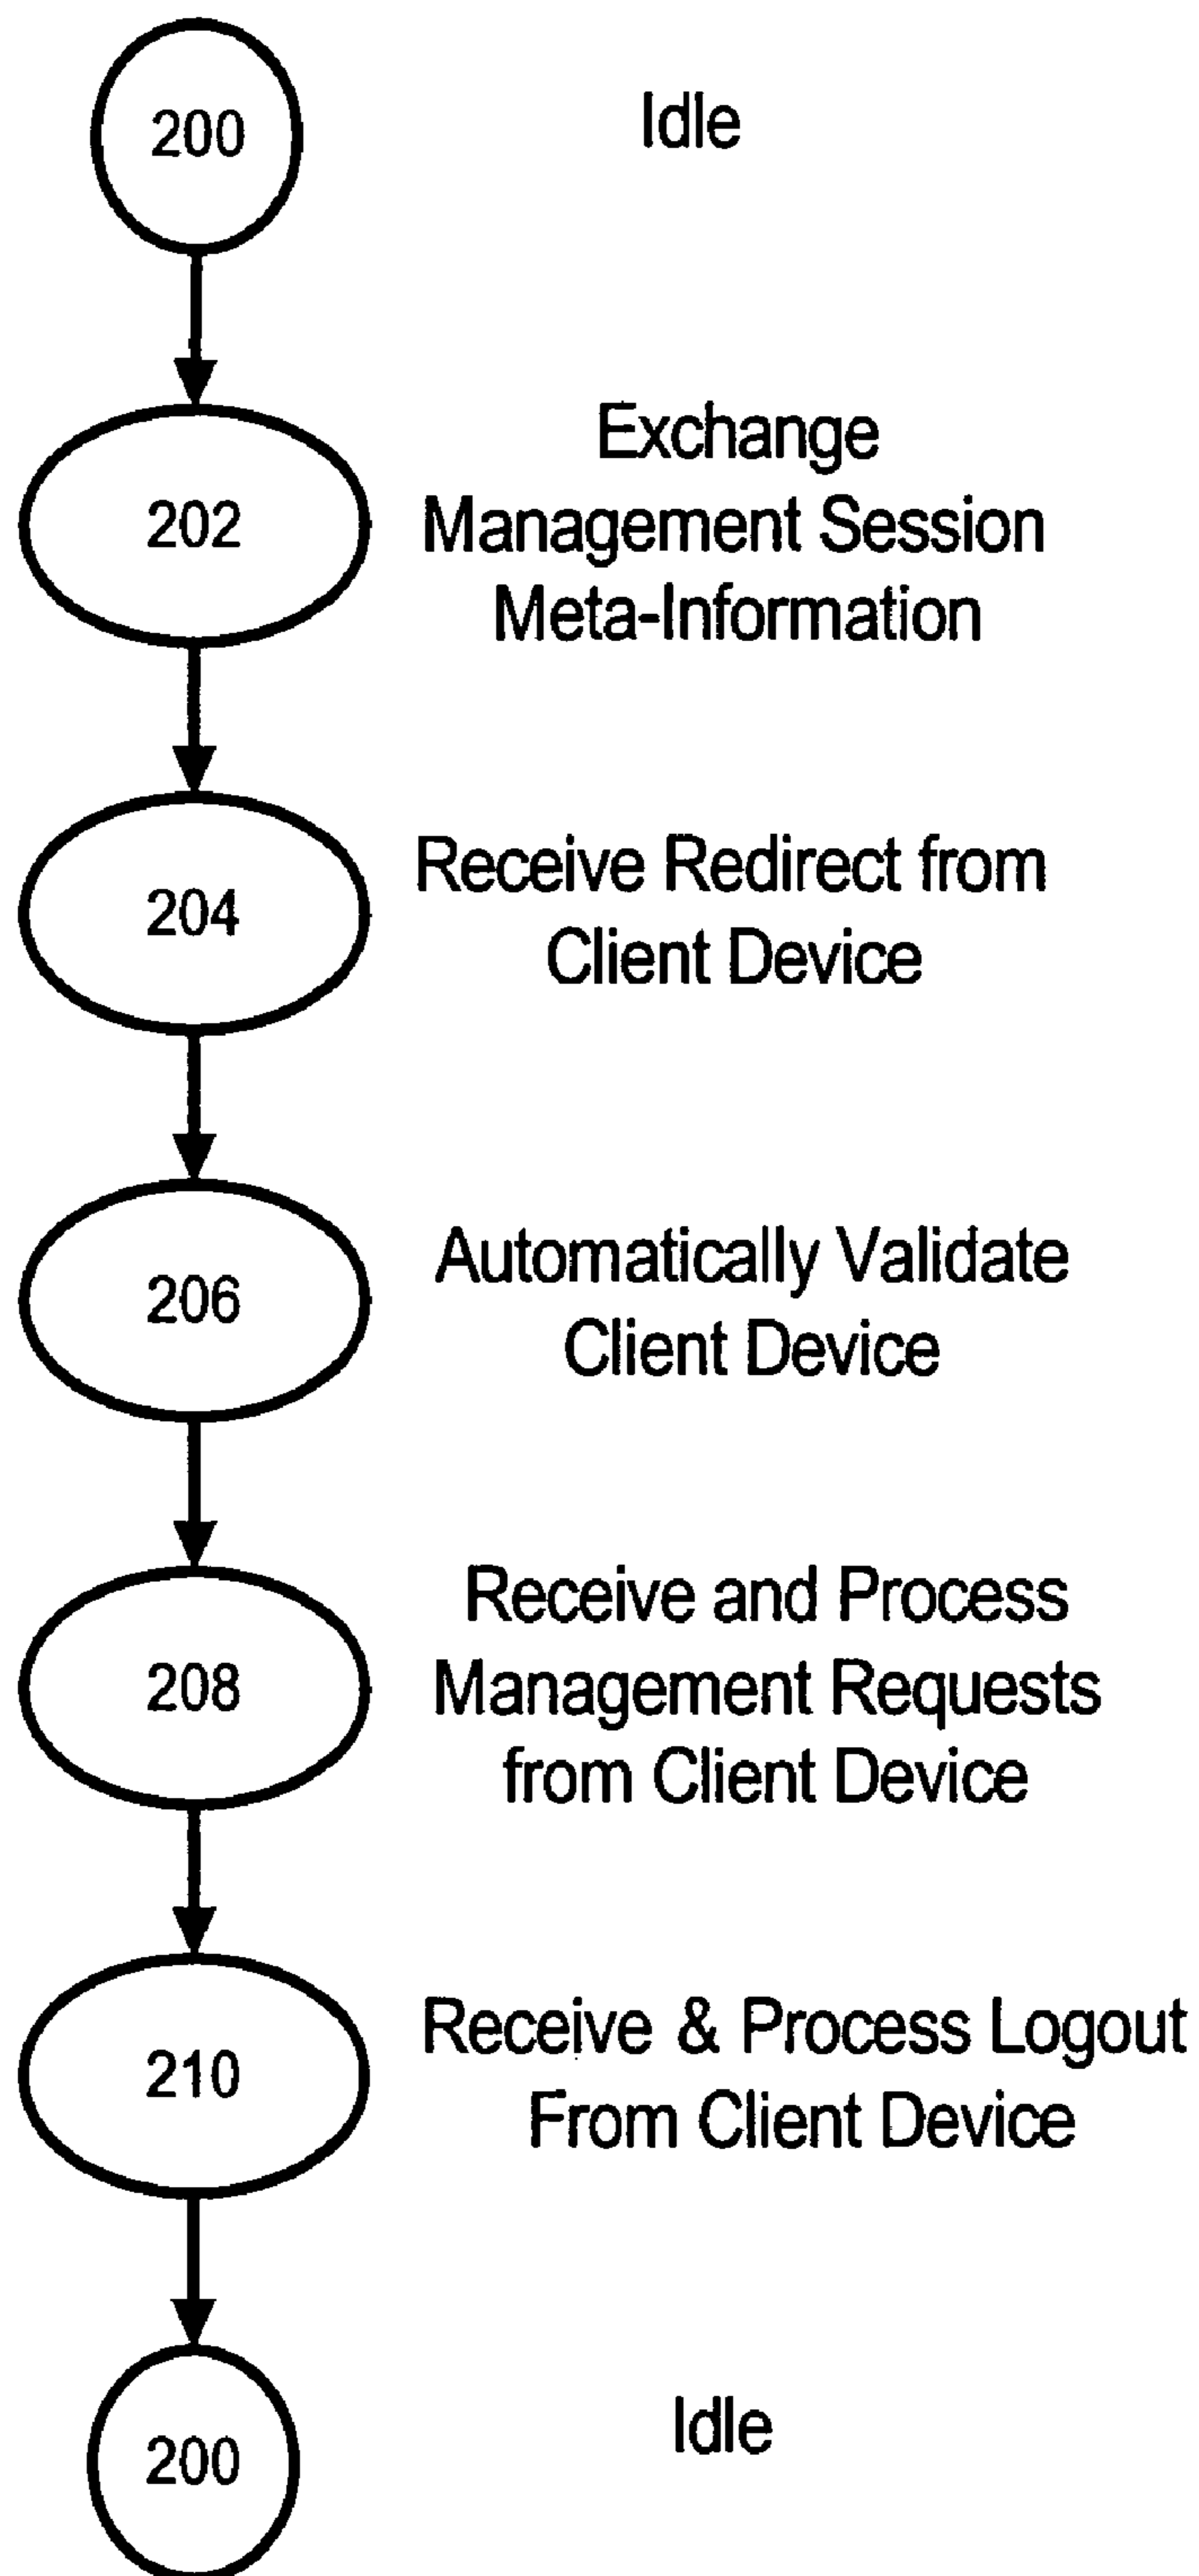 200
Idle
202
Exchange
Management Session
Meta-Information
204
Receive Redirect from
Client Device
206
Automatically Validate
Client Device
208
Receive and Process
Management Requests
from Client Device
210
Receive & Process Logout
From Client Device
200
Idle